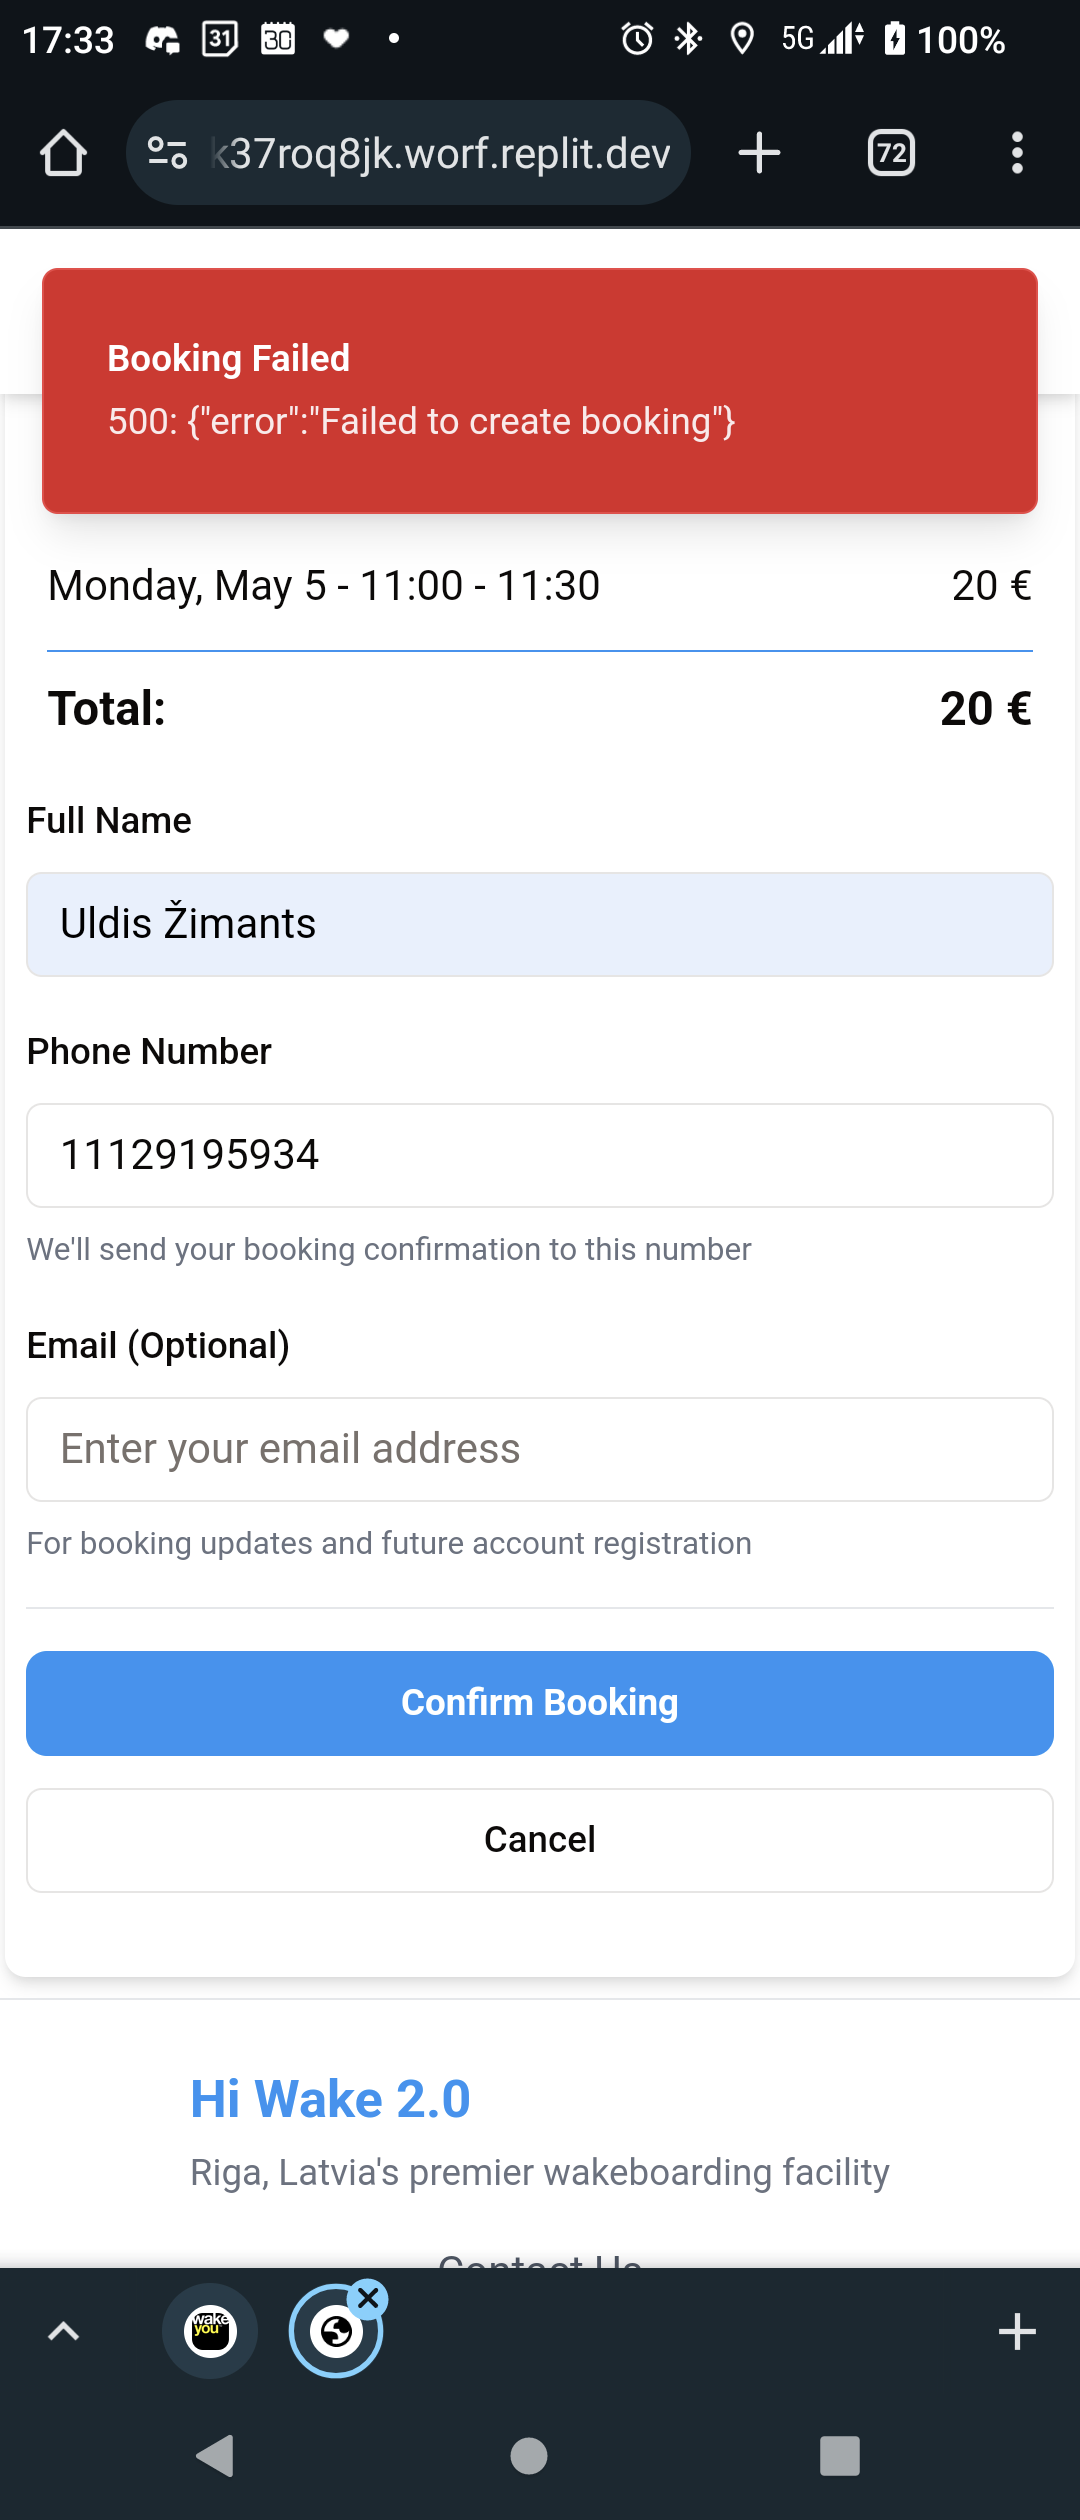 17:33 31 30 5G 100%
k37roq8jk.worf.replit.dev 72
Booking Failed
500: {"error":"Failed to create booking"}
Monday, May 5 - 11:00 - 11:30 20 €
Total: 20 €
Full Name
Uldis Žimants
Phone Number
11129195934
We'll send your booking confirmation to this number
Email (Optional)
Enter your email address
For booking updates and future account registration
Confirm Booking
Cancel
Hi Wake 2.0
Riga, Latvia's premier wakeboarding facility
Contact Us
wake
you